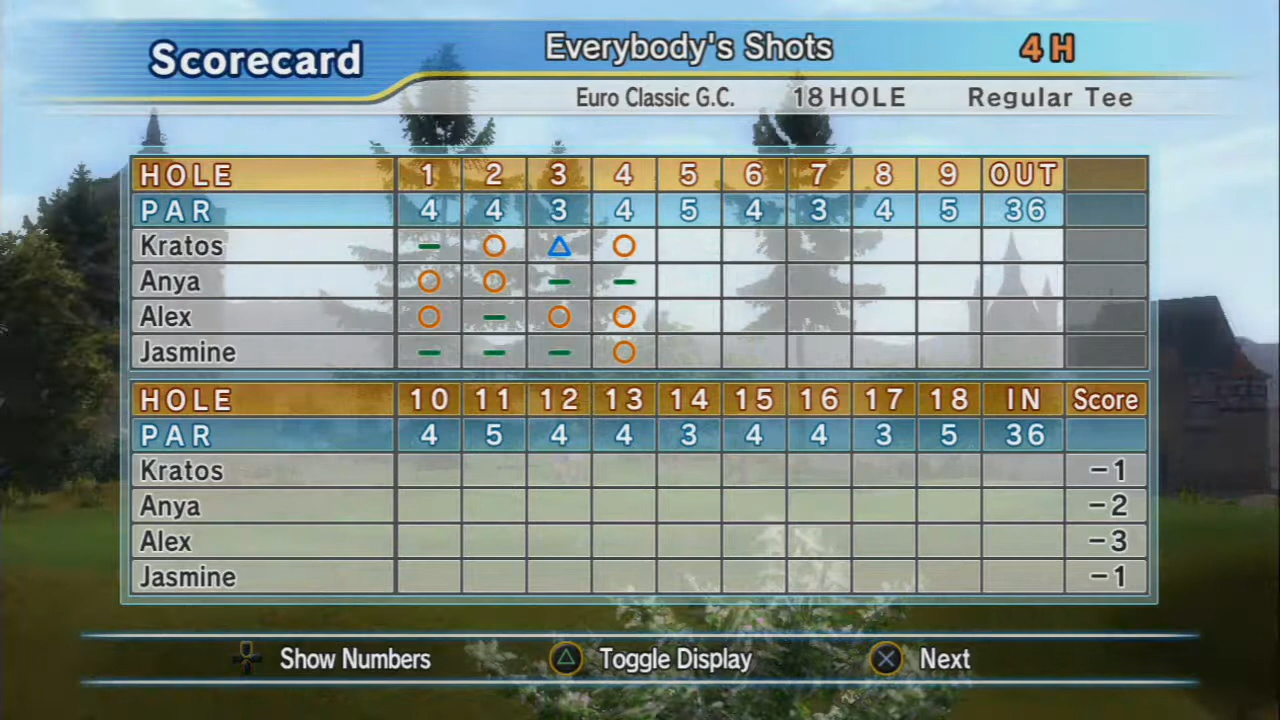 Scorecard Everybody's Shots 4H
Euro Classic G.C. 18HOLE Regular Tee
HOLE 1 2 3 4 5 6 7 8 9 OUT
PAR 4 4 3 4 5 4 3 4 5 36
Kratos – ○ △ ○
Anya ○ ○ – –
Alex ○ – ○ ○
Jasmine – – – ○
HOLE 10 11 12 13 14 15 16 17 18 IN Score
PAR 4 5 4 4 3 4 4 3 5 36
Kratos -1
Anya -2
Alex -3
Jasmine -1
Show Numbers Toggle Display Next